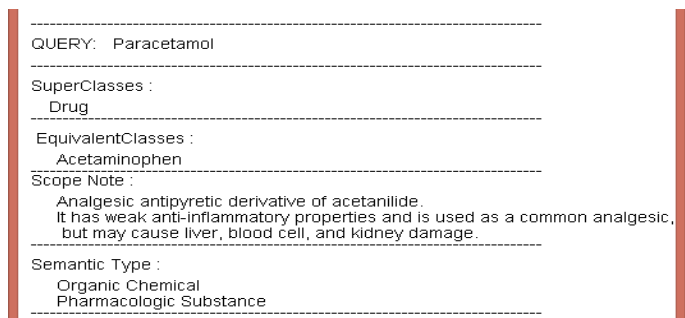 QUERY: Paracetamol
SuperClasses :
Drug
EquivalentClasses :
Acetaminophen
Scope Note :
Analgesic antipyretic derivative of acetanilide.
It has weak anti-inflammatory properties and is used as a common analgesic,
but may cause liver, blood cell, and kidney damage.
Semantic Type :
Organic Chemical
Pharmacologic Substance